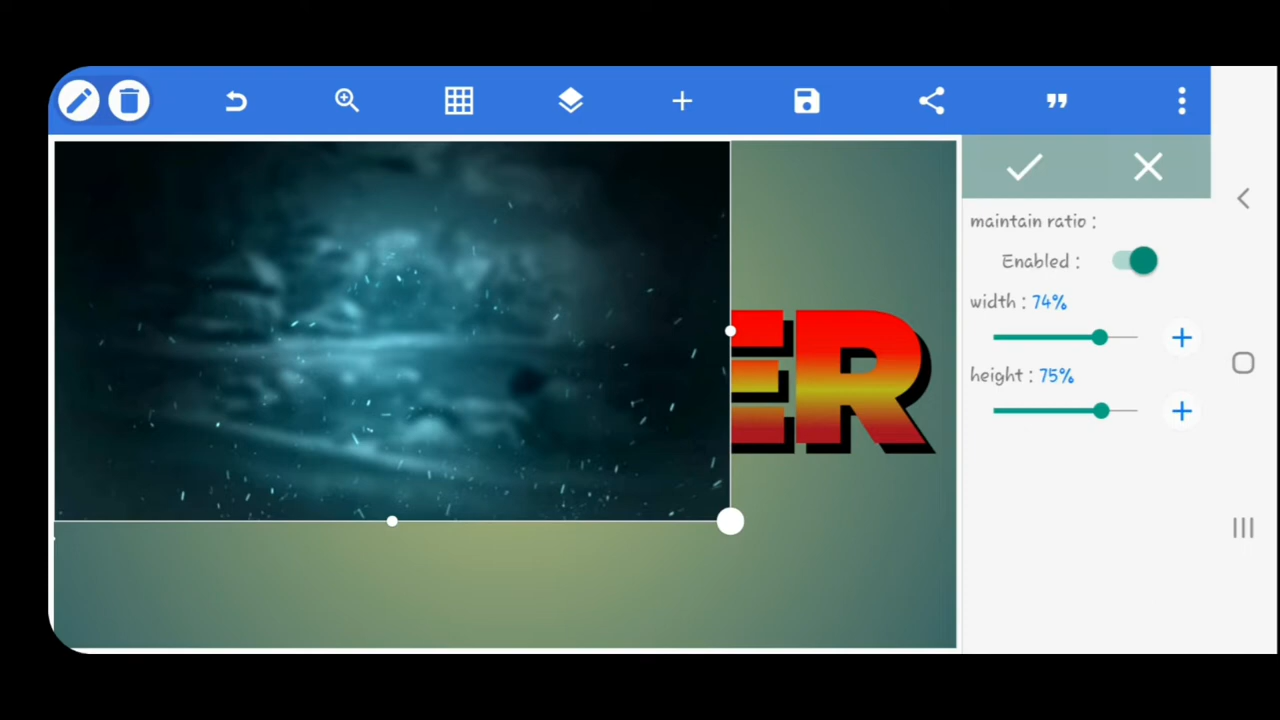 maintain ratio :
Enabled :
width : 74%
height : 75%
ER